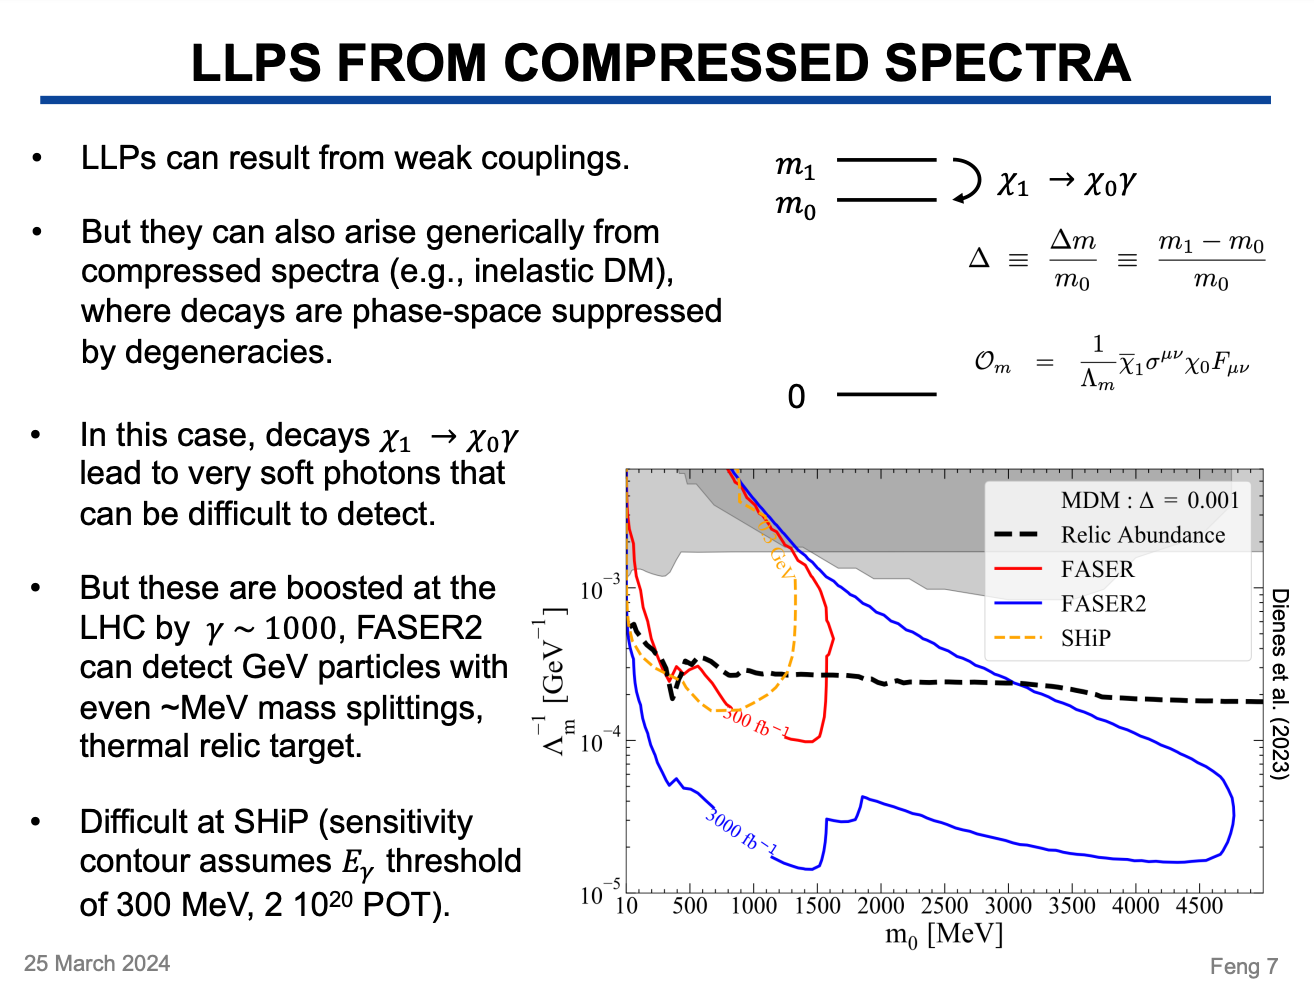 LLPS FROM COMPRESSED SPECTRA
• LLPs can result from weak couplings.
• But they can also arise generically from
compressed spectra (e.g., inelastic DM),
where decays are phase-space suppressed
by degeneracies.
• In this case, decays χ₁ → χ₀γ
lead to very soft photons that
can be difficult to detect.
• But these are boosted at the
LHC by γ ~ 1000, FASER2
can detect GeV particles with
even ~MeV mass splittings,
thermal relic target.
• Difficult at SHiP (sensitivity
contour assumes E_γ threshold
of 300 MeV, 2 10²⁰ POT).
m₁
m₀
χ₁ → χ₀γ
Δ ≡ Δm/m₀ ≡ (m₁ − m₀)/m₀
𝒪ₘ = 1/Λₘ χ̄₁σ^{μν}χ₀F_{μν}
0
MDM : Δ = 0.001
Relic Abundance
FASER
FASER2
SHiP
GeV
300 fb⁻¹
3000 fb⁻¹
Λₘ⁻¹ [GeV⁻¹]
10⁻³
10⁻⁴
10⁻⁵
10 500 1000 1500 2000 2500 3000 3500 4000 4500
m₀ [MeV]
Dienes et al. (2023)
25 March 2024
Feng 7